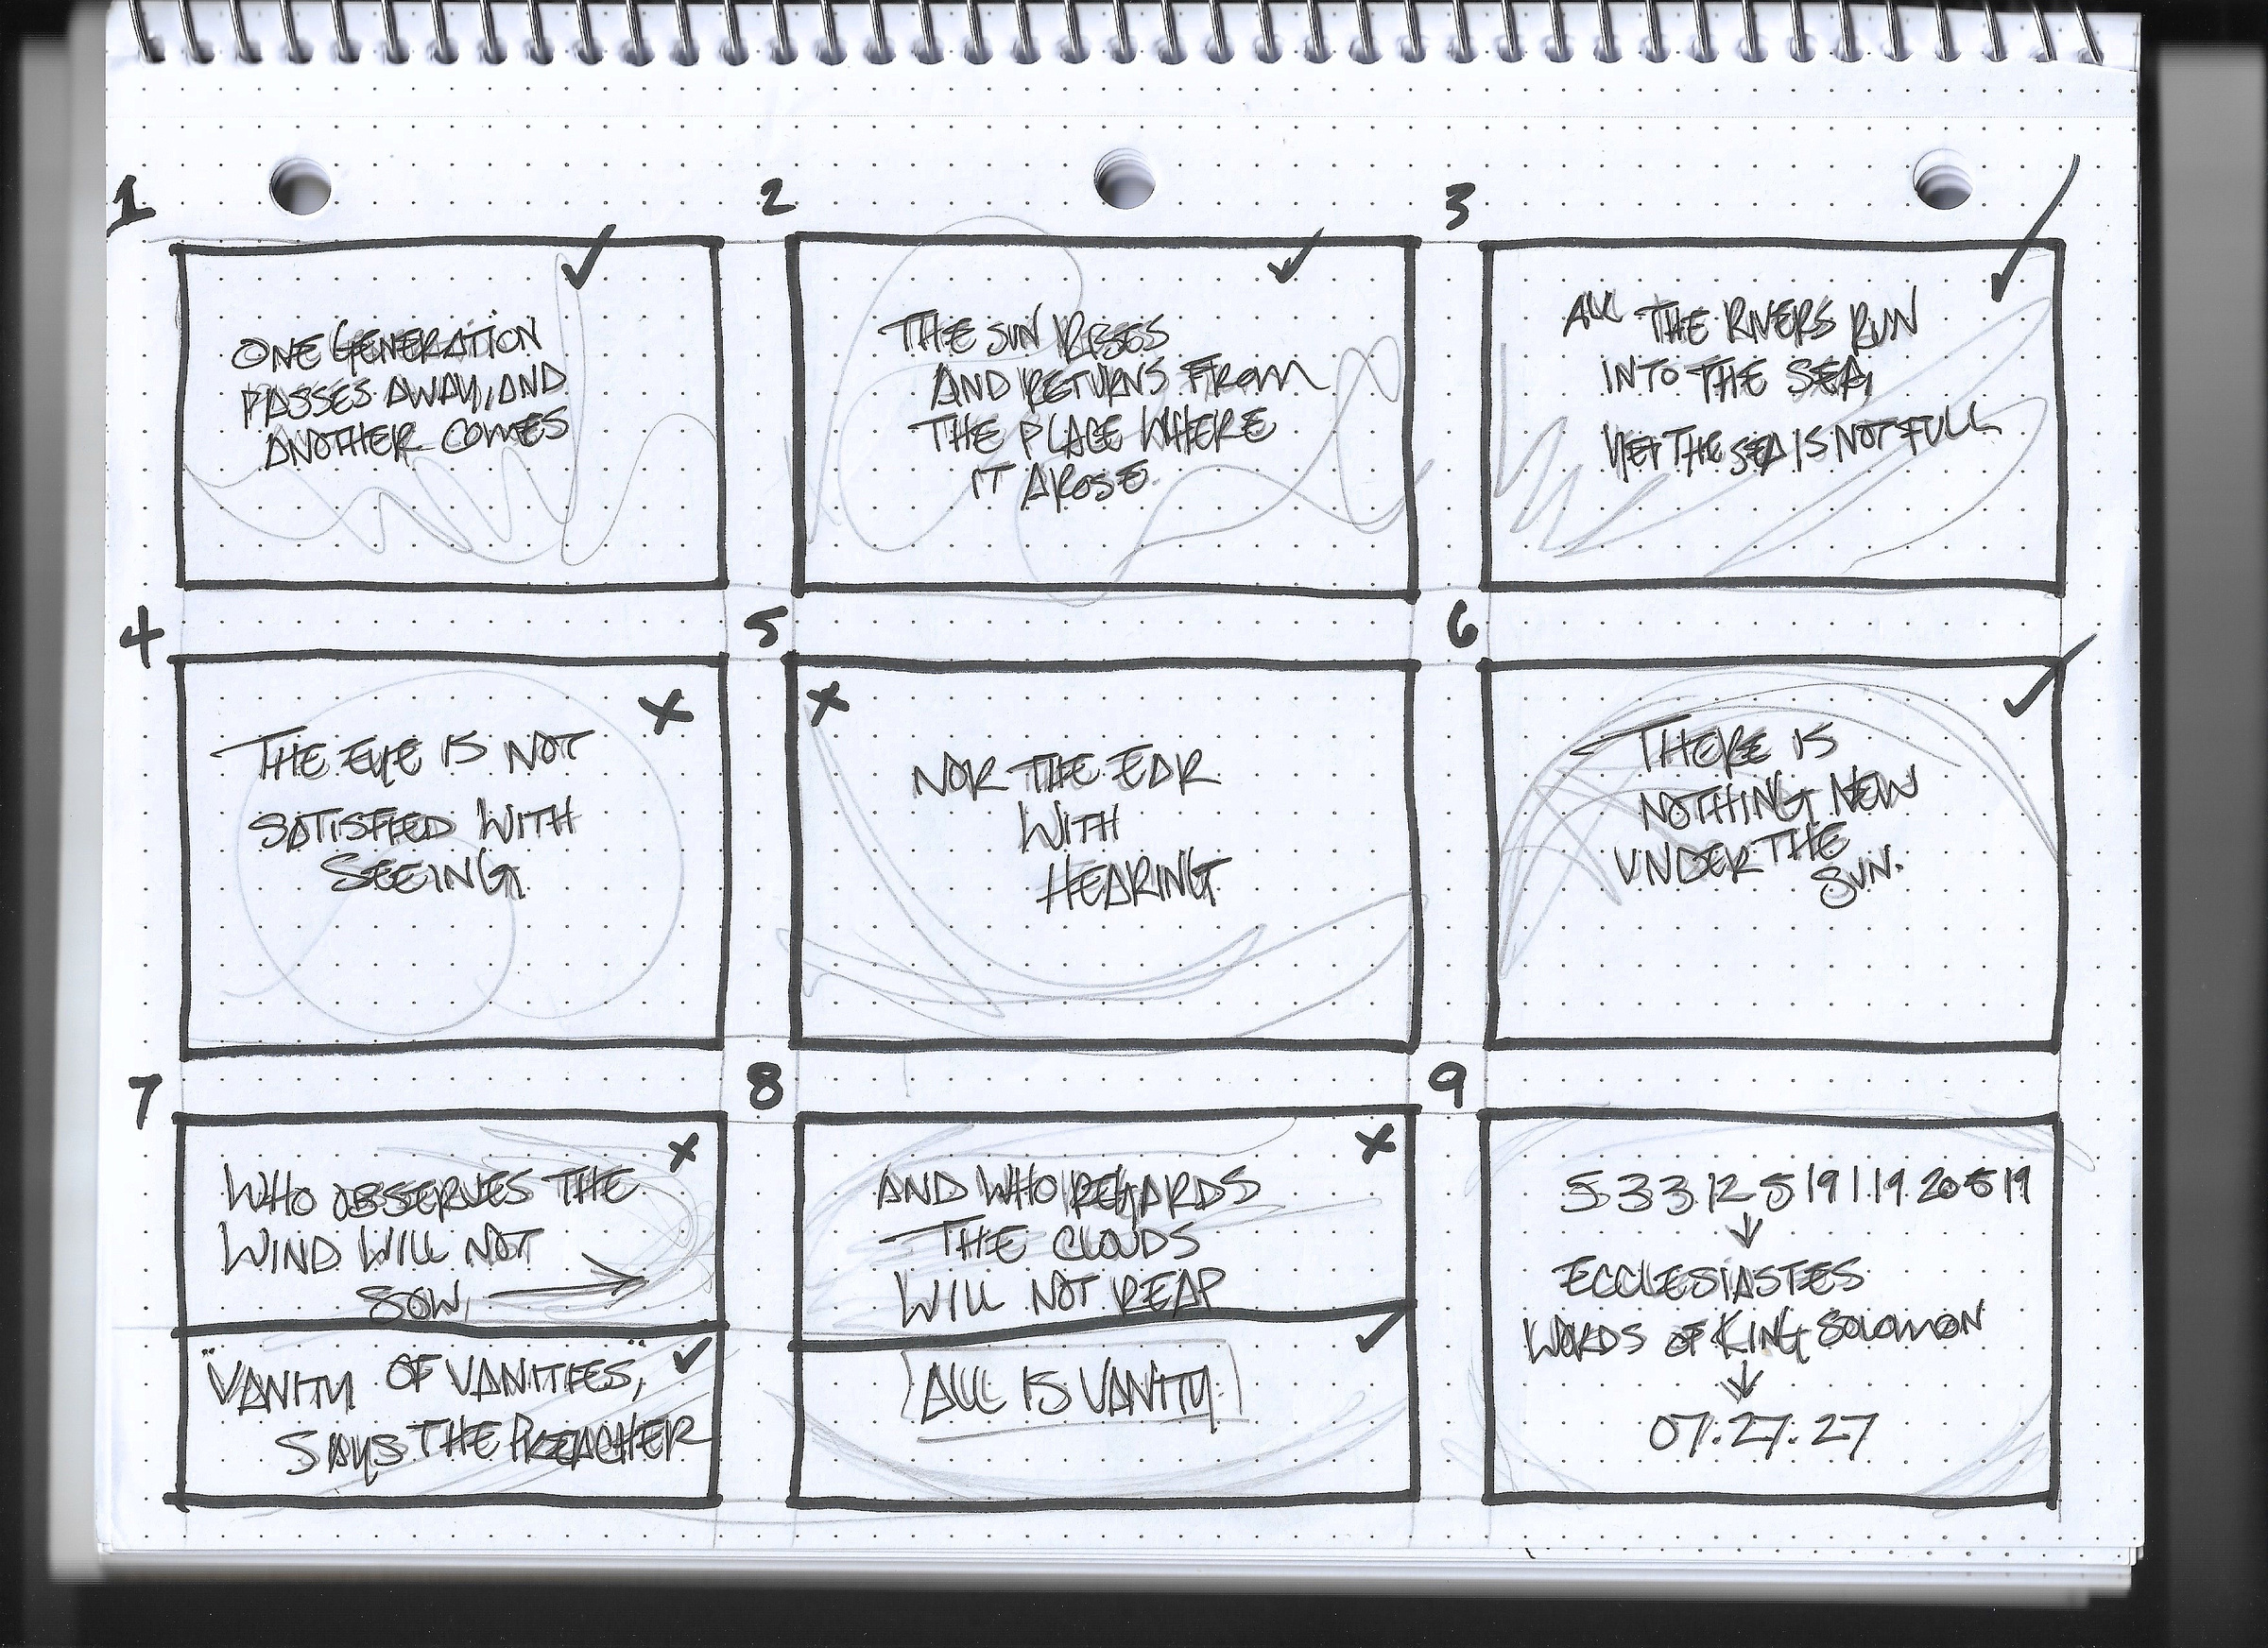 1
ONE GENERATION
PASSES AWAY, AND
ANOTHER COMES
2
THE SUN RISES
AND RETURNS FROM
THE PLACE WHERE
IT AROSE.
3
ALL THE RIVERS RUN
INTO THE SEA,
YET THE SEA IS NOT FULL
4
THE EYE IS NOT
SATISFIED WITH
SEEING,
5
NOR THE EAR
WITH
HEARING
6
THERE IS
NOTHING NEW
UNDER THE
SUN.
7
WHO OBSERVES THE
WIND WILL NOT
SOW,
"VANITY OF VANITIES,"
SAYS THE PREACHER
8
AND WHO REGARDS
THE CLOUDS
WILL NOT REAP
ALL IS VANITY.
9
5 3 3 12 5 19 1 19 20 5 19
ECCLESIASTES
WORDS OF KING SOLOMON
07.27.27